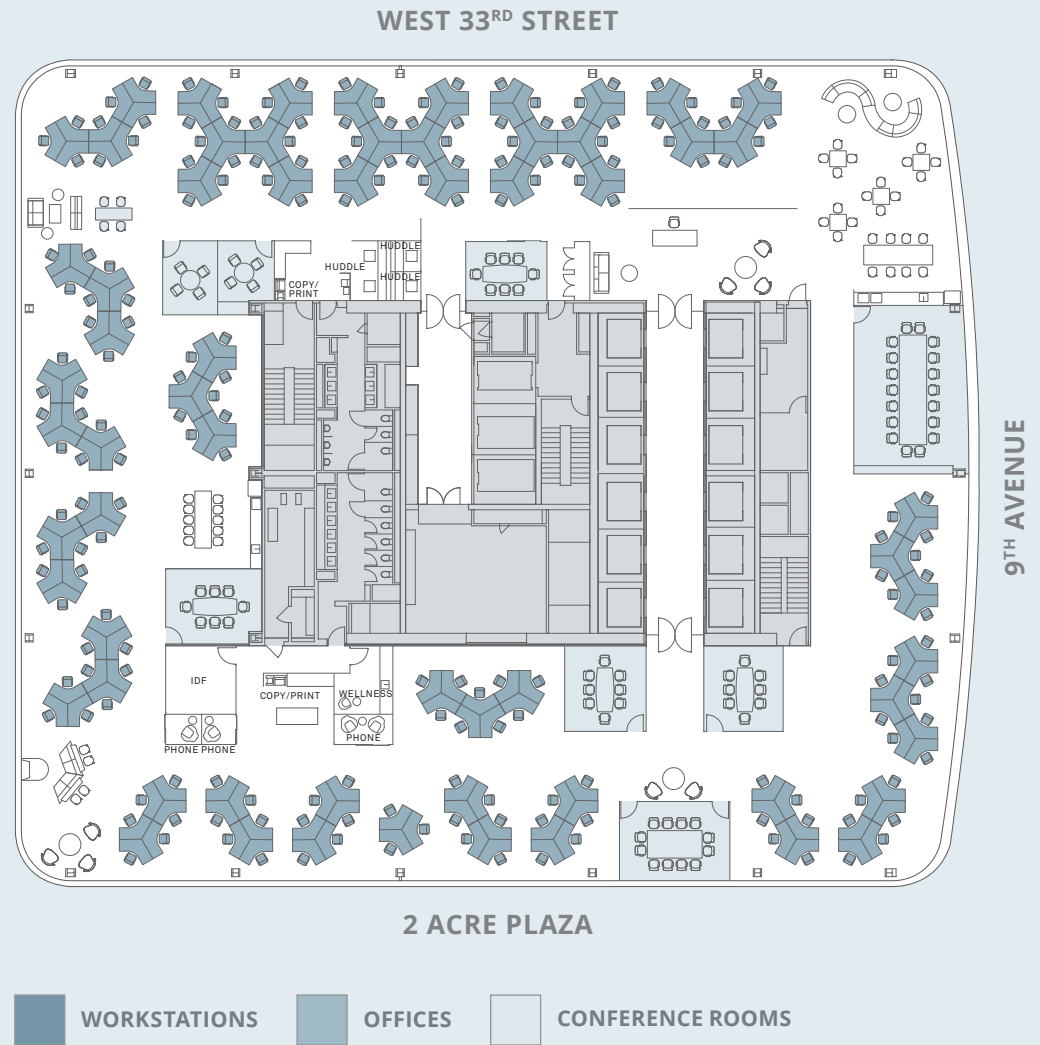 WEST 33RD STREET
HUDDLE
HUDDLE
HUDDLE
COPY/
PRINT
9TH AVENUE
IDF
COPY/PRINT
WELLNESS
PHONE
PHONE PHONE
2 ACRE PLAZA
WORKSTATIONS
OFFICES
CONFERENCE ROOMS